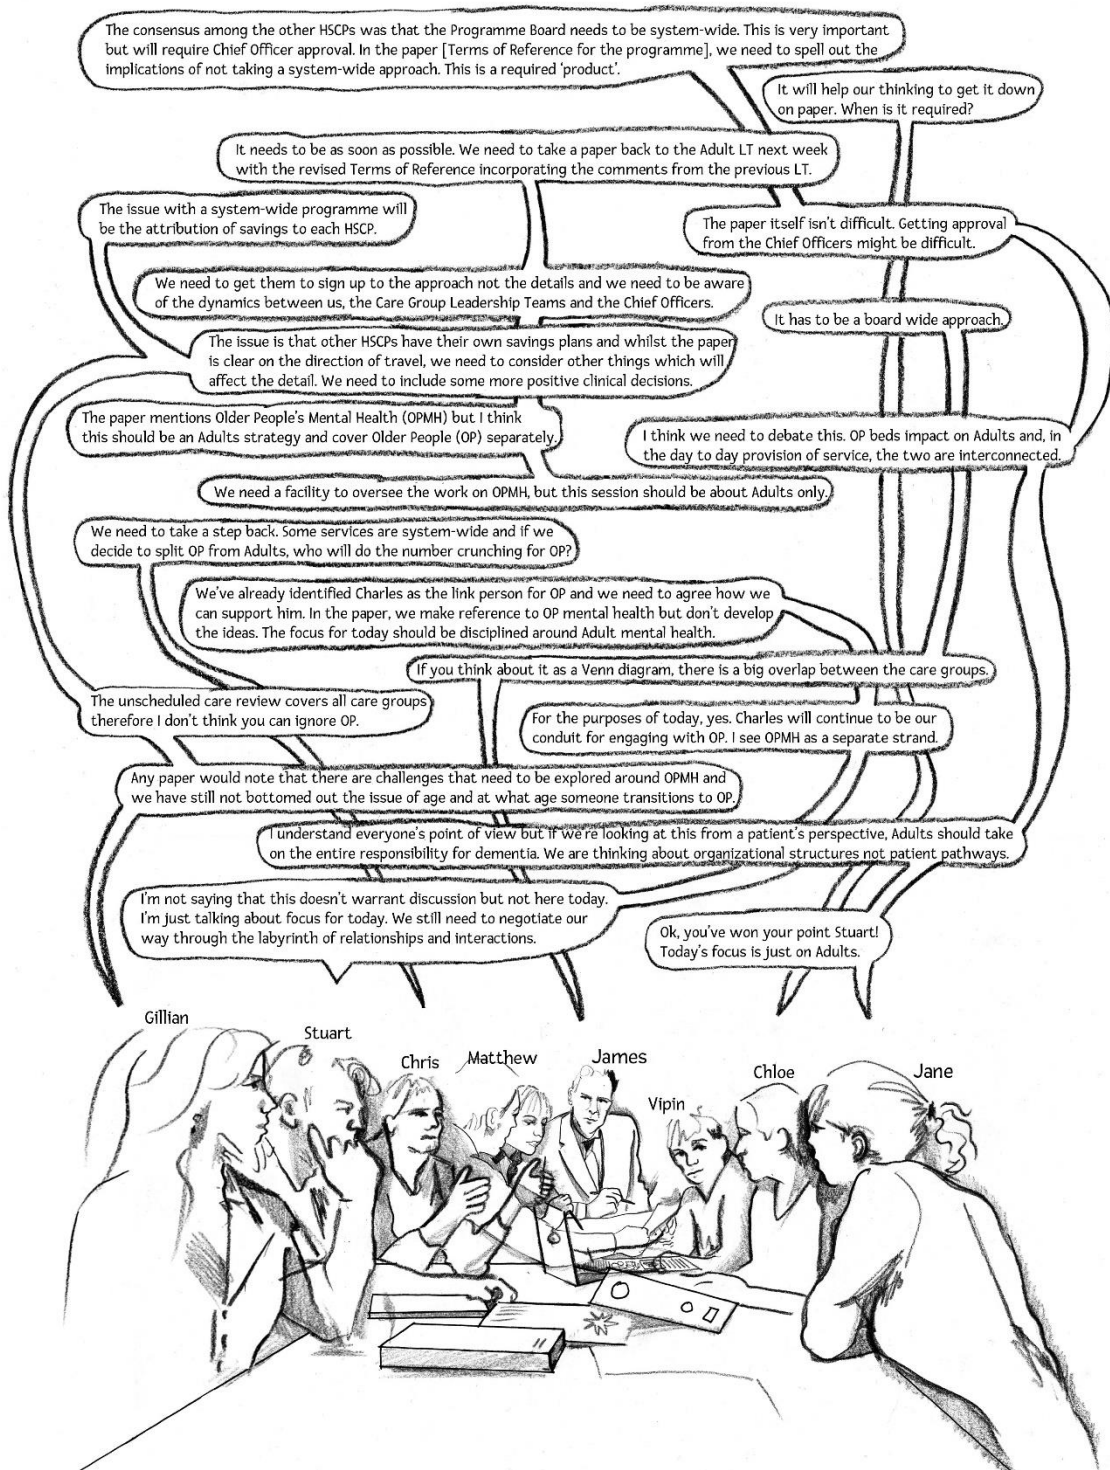 The consensus among the other HSCPs was that the Programme Board needs to be system-wide. This is very important
but will require Chief Officer approval. In the paper [Terms of Reference for the programme], we need to spell out the
implications of not taking a system-wide approach. This is a required ‘product’.
It will help our thinking to get it down
on paper. When is it required?
It needs to be as soon as possible. We need to take a paper back to the Adult LT next week
with the revised Terms of Reference incorporating the comments from the previous LT.
The issue with a system-wide programme will
be the attribution of savings to each HSCP.
The paper itself isn’t difficult. Getting approval
from the Chief Officers might be difficult.
We need to get them to sign up to the approach not the details and we need to be aware
of the dynamics between us, the Care Group Leadership Teams and the Chief Officers.
It has to be a board wide approach.
The issue is that other HSCPs have their own savings plans and whilst the paper
is clear on the direction of travel, we need to consider other things which will
affect the detail. We need to include some more positive clinical decisions.
The paper mentions Older People’s Mental Health (OPMH) but I think
this should be an Adults strategy and cover Older People (OP) separately.
I think we need to debate this. OP beds impact on Adults and, in
the day to day provision of service, the two are interconnected.
We need a facility to oversee the work on OPMH, but this session should be about Adults only.
We need to take a step back. Some services are system-wide and if we
decide to split OP from Adults, who will do the number crunching for OP?
We’ve already identified Charles as the link person for OP and we need to agree how we
can support him. In the paper, we make reference to OP mental health but don’t develop
the ideas. The focus for today should be disciplined around Adult mental health.
If you think about it as a Venn diagram, there is a big overlap between the care groups.
The unscheduled care review covers all care groups
therefore I don’t think you can ignore OP.
For the purposes of today, yes. Charles will continue to be our
conduit for engaging with OP. I see OPMH as a separate strand.
Any paper would note that there are challenges that need to be explored around OPMH and
we have still not bottomed out the issue of age and at what age someone transitions to OP.
I understand everyone’s point of view but if we’re looking at this from a patient’s perspective, Adults should take
on the entire responsibility for dementia. We are thinking about organizational structures not patient pathways.
I’m not saying that this doesn’t warrant discussion but not here today.
I’m just talking about focus for today. We still need to negotiate our
way through the labyrinth of relationships and interactions.
Ok, you’ve won your point Stuart!
Today’s focus is just on Adults.
Gillian
Stuart
Chris
Matthew
James
Vipin
Chloe
Jane